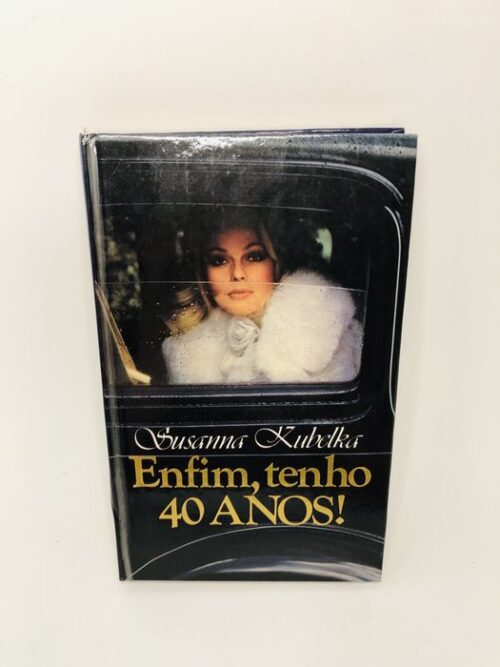 Susanna Kubelka
Enfim, tenho
40 ANOS!